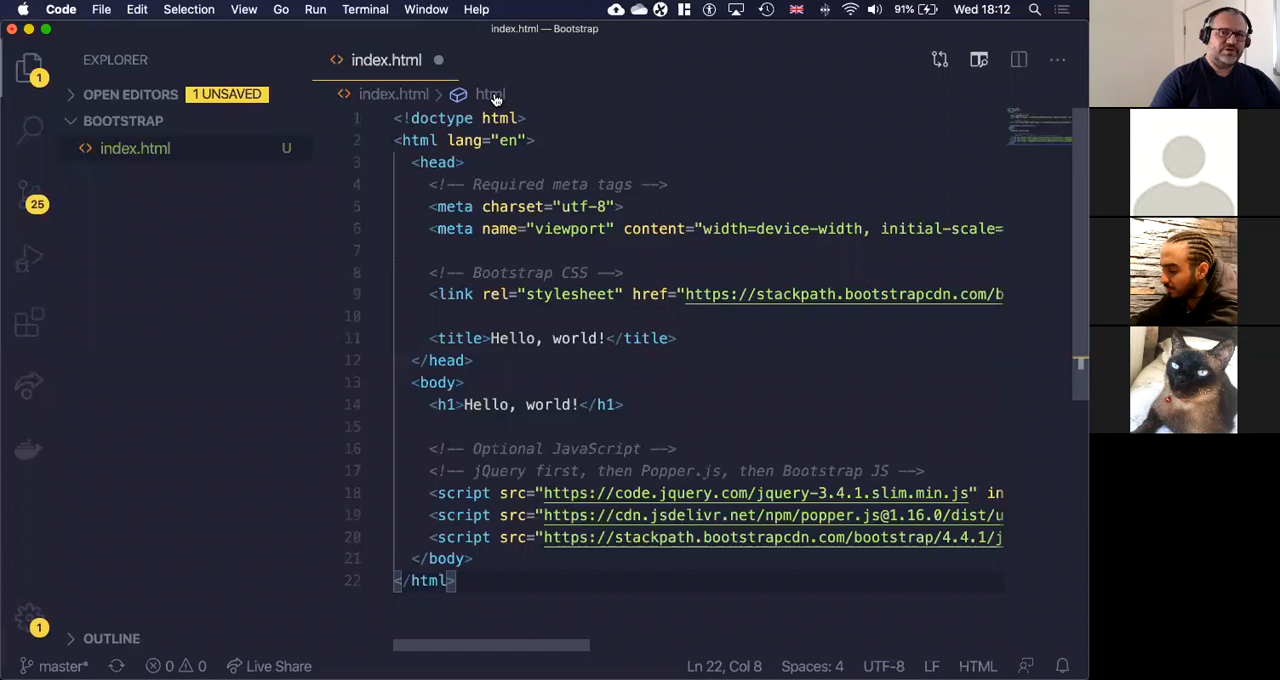 Code File Edit Selection View Go Run Terminal Window Help 91% Wed 18:12
index.html — Bootstrap
EXPLORER
index.html
1
OPEN EDITORS 1 UNSAVED
index.html > html
BOOTSTRAP
index.html U
25
1 <!doctype html>
2 <html lang="en">
3 <head>
4 <!-- Required meta tags -->
5 <meta charset="utf-8">
6 <meta name="viewport" content="width=device-width, initial-scale=
7
8 <!-- Bootstrap CSS -->
9 <link rel="stylesheet" href="https://stackpath.bootstrapcdn.com/b
10
11 <title>Hello, world!</title>
12 </head>
13 <body>
14 <h1>Hello, world!</h1>
15
16 <!-- Optional JavaScript -->
17 <!-- jQuery first, then Popper.js, then Bootstrap JS -->
18 <script src="https://code.jquery.com/jquery-3.4.1.slim.min.js" in
19 <script src="https://cdn.jsdelivr.net/npm/popper.js@1.16.0/dist/u
20 <script src="https://stackpath.bootstrapcdn.com/bootstrap/4.4.1/j
21 </body>
22 </html>
1
OUTLINE
master* 0 0 Live Share Ln 22, Col 8 Spaces: 4 UTF-8 LF HTML